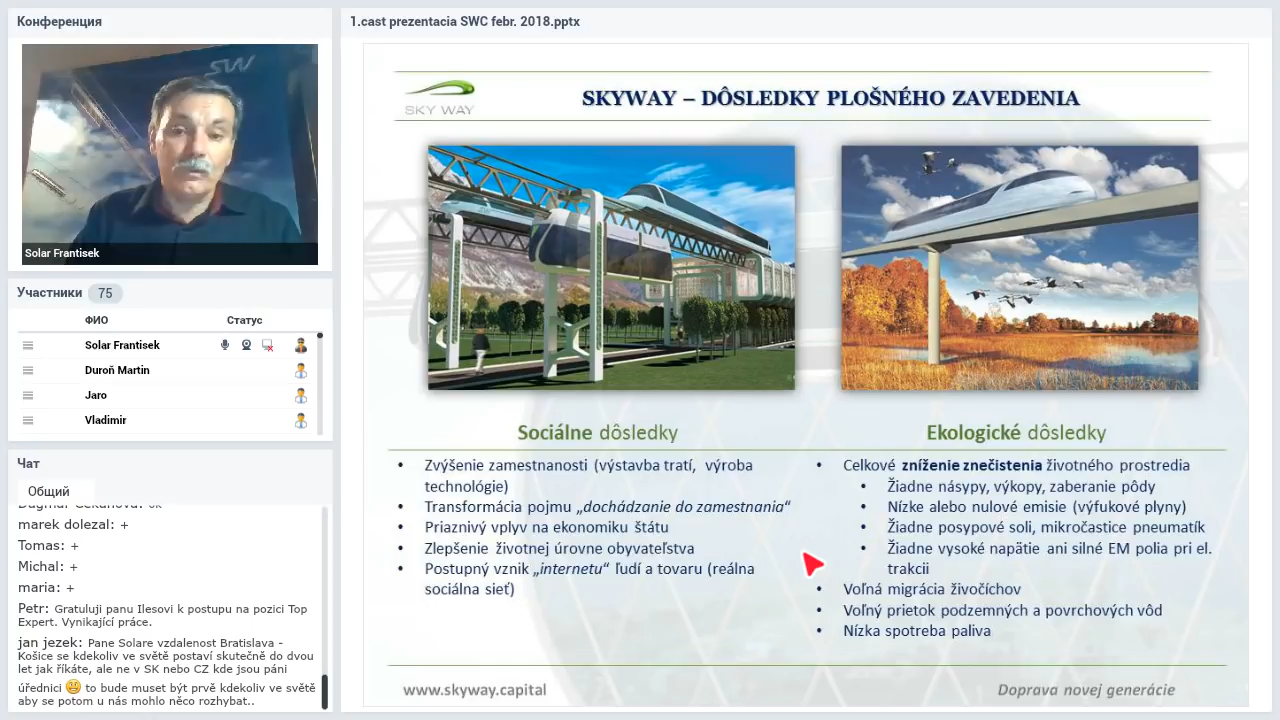 Конференция
SW
Solar Frantisek
Участники 75
ФИО Статус
Solar Frantisek
Duroň Martin
Jaro
Vladimir
Чат
Общий
Dagmar Cekanova: ok
marek dolezal: +
Tomas: +
Michal: +
maria: +
Petr: Gratuluji panu Ilesovi k postupu na pozici Top
Expert. Vynikající práce.
jan jezek: Pane Solare vzdalenost Bratislava -
Košice se kdekoliv ve světě postaví skutečně do dvou
let jak říkáte, ale ne v SK nebo CZ kde jsou páni
úřednici 😀 to bude muset být prvě kdekoliv ve světě
aby se potom u nás mohlo něco rozhybat..
1.cast prezentacia SWC febr. 2018.pptx
SKY WAY
SKYWAY – DÔSLEDKY PLOŠNÉHO ZAVEDENIA
Sociálne dôsledky
• Zvýšenie zamestnanosti (výstavba tratí, výroba
technológie)
• Transformácia pojmu „dochádzanie do zamestnania“
• Priaznivý vplyv na ekonomiku štátu
• Zlepšenie životnej úrovne obyvateľstva
• Postupný vznik „internetu“ ľudí a tovaru (reálna
sociálna sieť)
Ekologické dôsledky
• Celkové zníženie znečistenia životného prostredia
• Žiadne násypy, výkopy, zaberanie pôdy
• Nízke alebo nulové emisie (výfukové plyny)
• Žiadne posypové soli, mikročastice pneumatík
• Žiadne vysoké napätie ani silné EM polia pri el.
trakcii
• Voľná migrácia živočíchov
• Voľný prietok podzemných a povrchových vôd
• Nízka spotreba paliva
www.skyway.capital
Doprava novej generácie